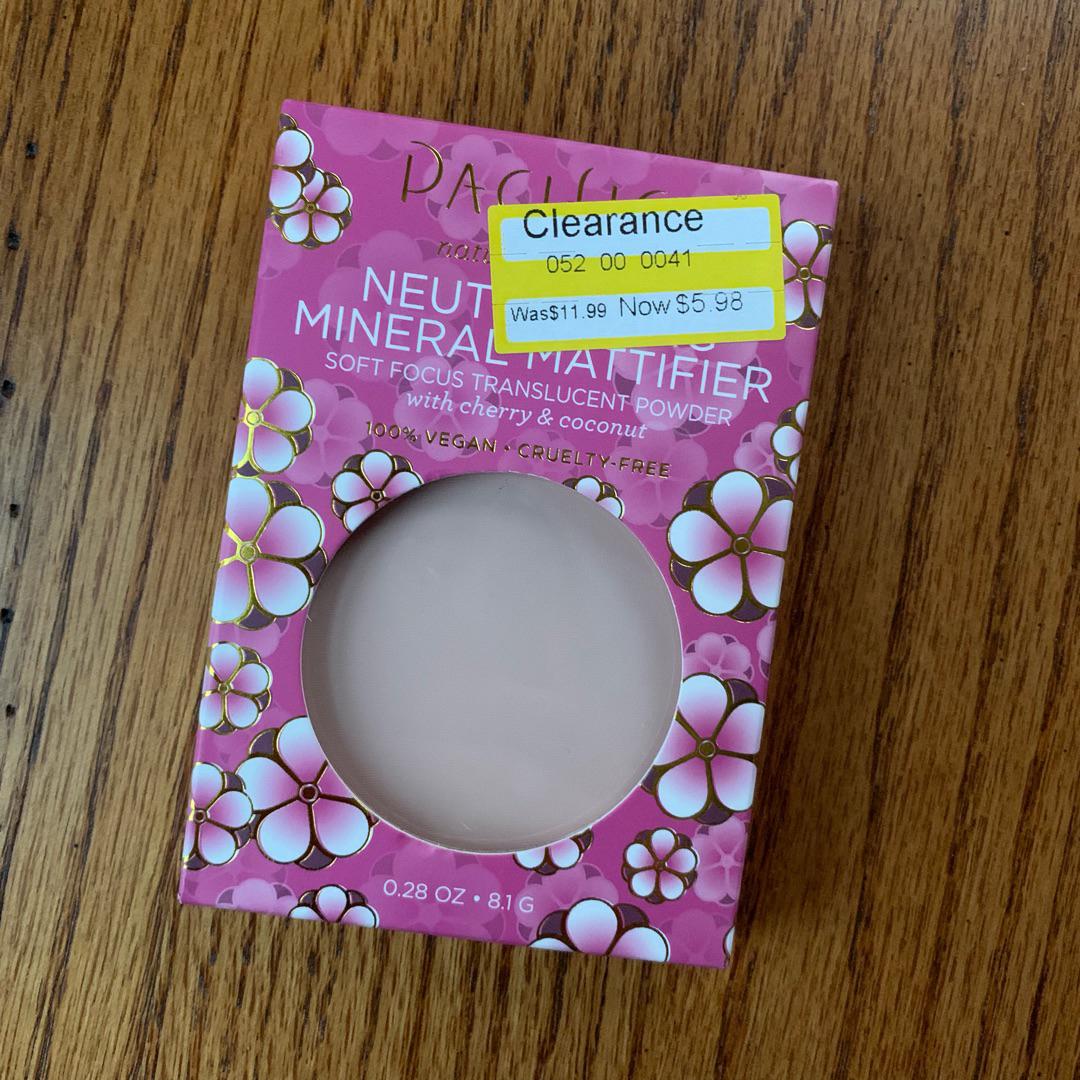 PACIFIC
Clearance
052 00 0041
Was$11.99 Now $5.98
MINERAL MATTIFIER
SOFT FOCUS TRANSLUCENT POWDER
with cherry & coconut
100% VEGAN • CRUELTY-FREE
0.28 OZ • 8.1 G